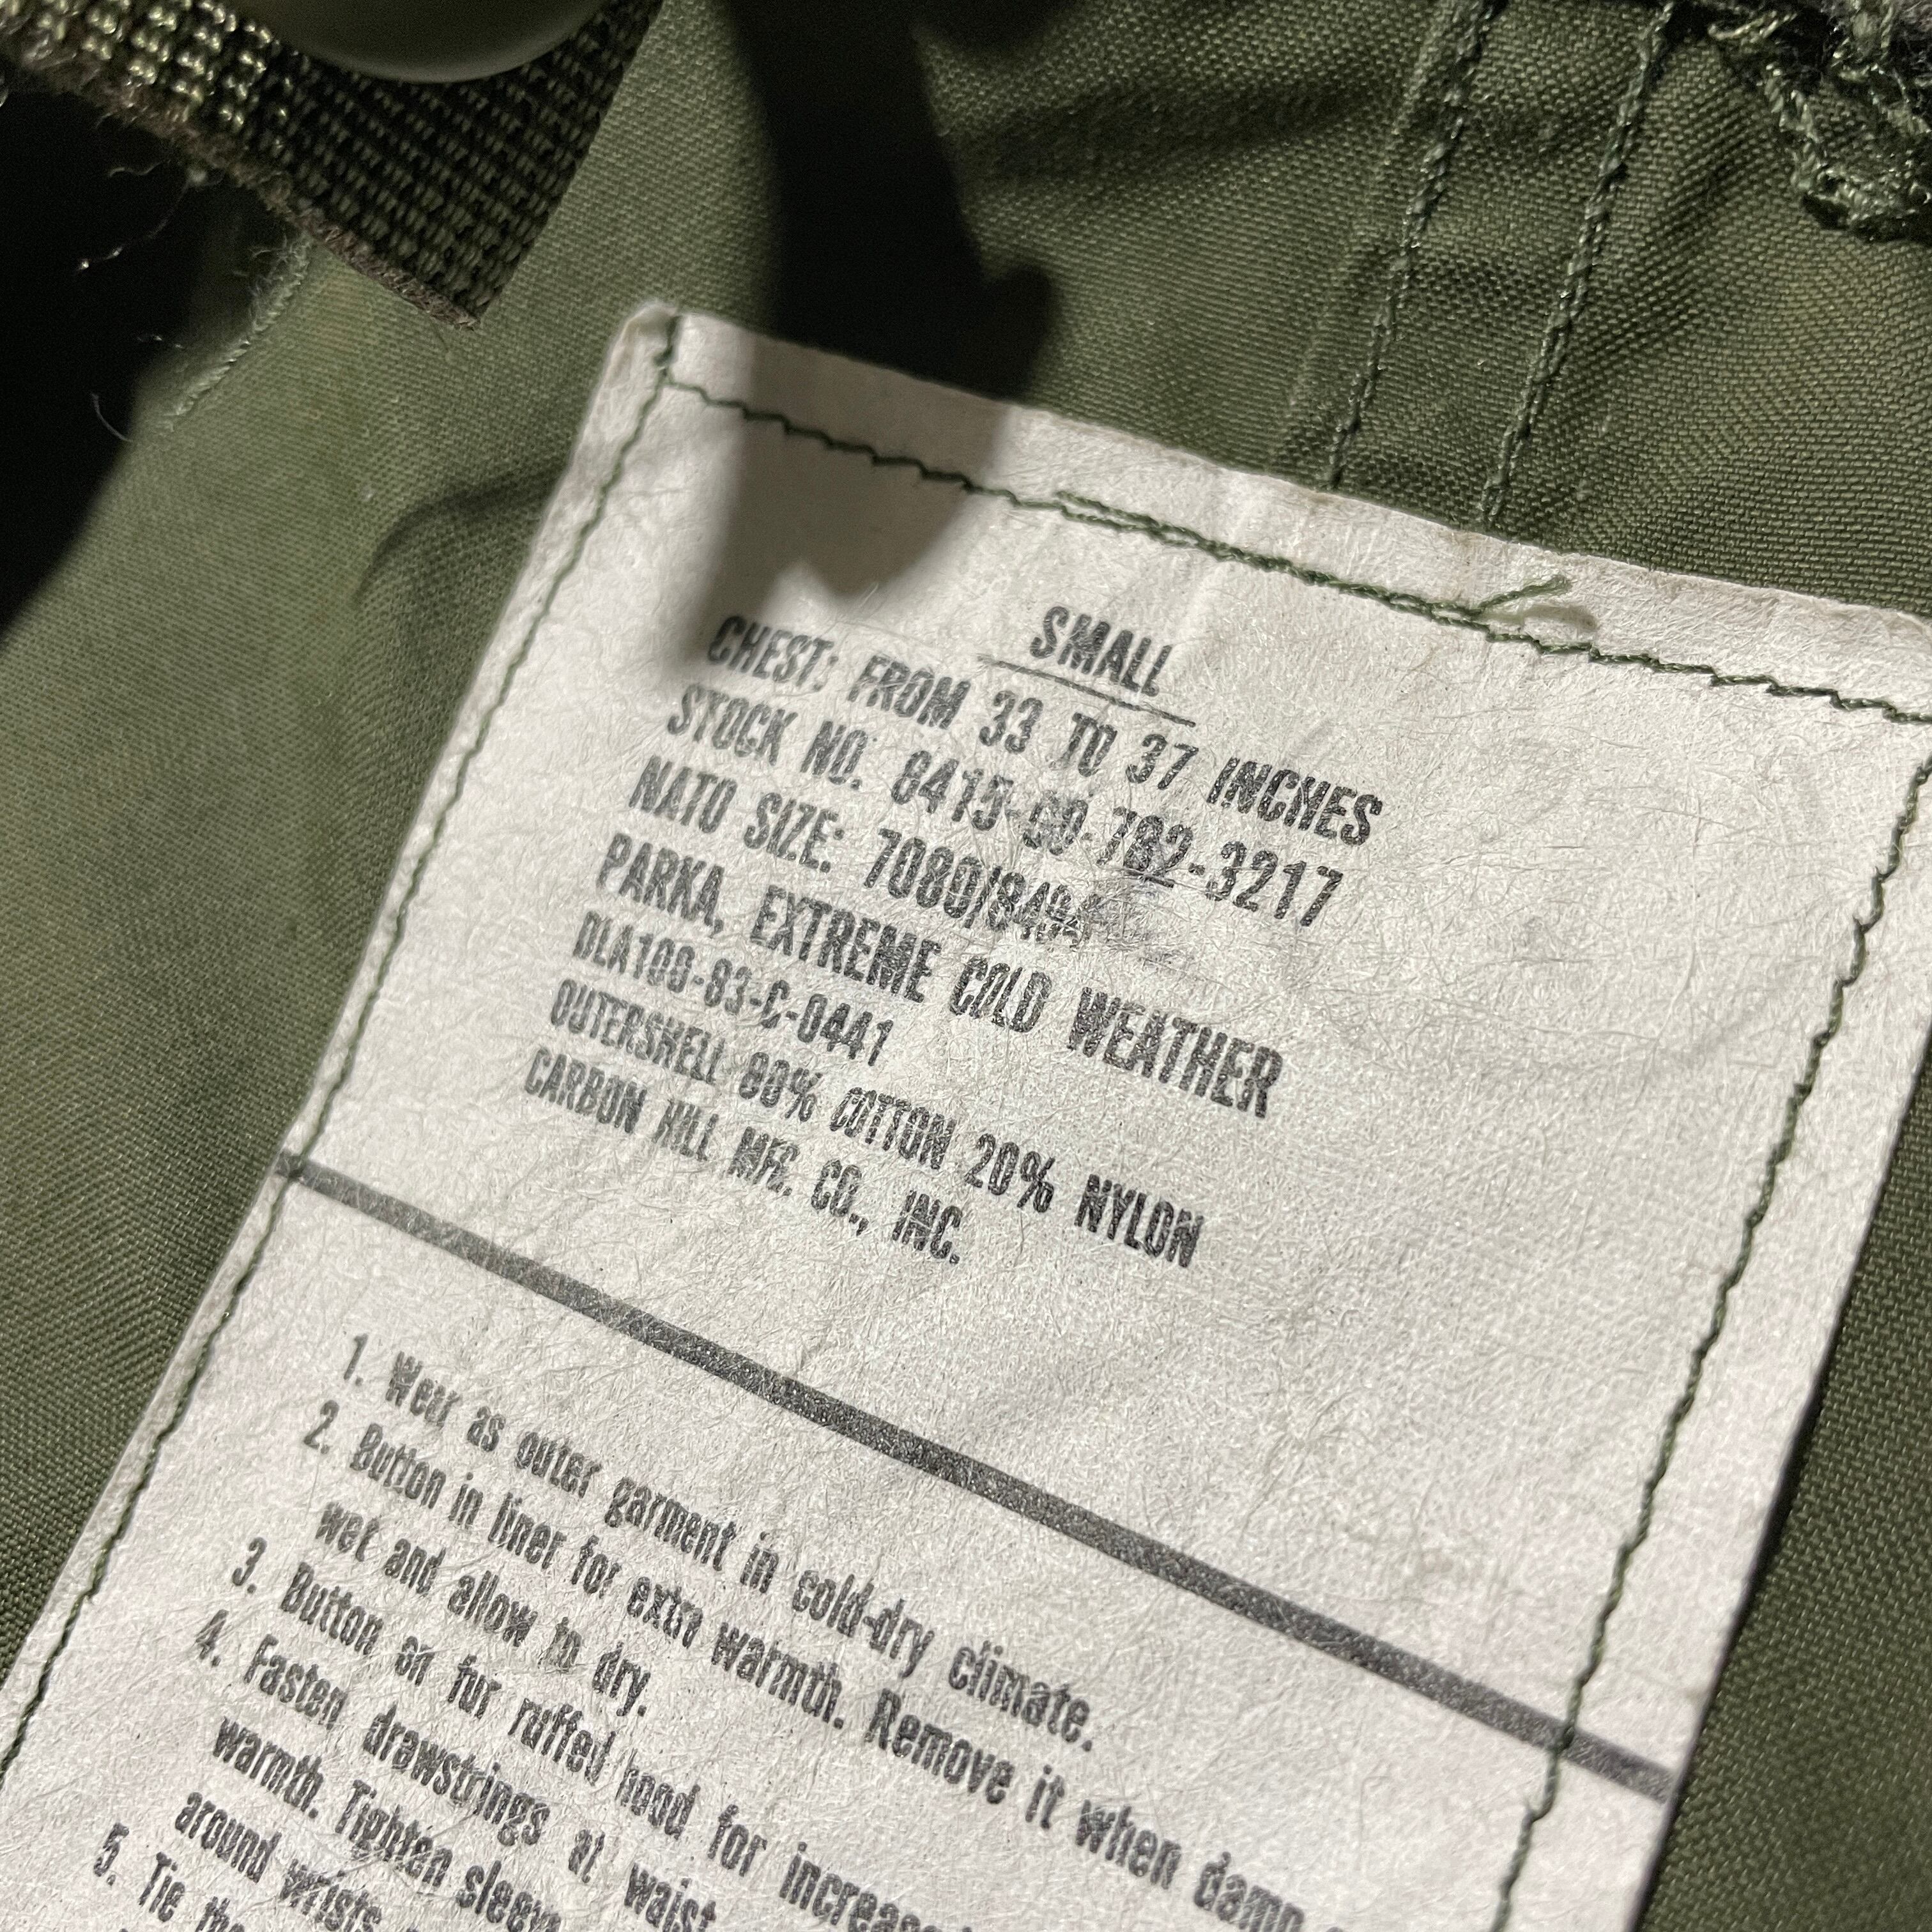 SMALL
CHEST: FROM 33 TO 37 INCHES
STOCK NO. 8415-00-782-3217
NATO SIZE: 7080/8494
PARKA, EXTREME COLD WEATHER
DLA100-83-C-0441
OUTERSHELL 80% COTTON 20% NYLON
CARBON HILL MFG. CO., INC.
1. Wear as outer garment in cold-dry climate.
2. Button in liner for extra warmth. Remove it when damp
wet and allow to dry.
3. Button on fur ruffed hood for
4. Fasten drawstrings at waist
warmth. Tighten
around wrists
5. Tie